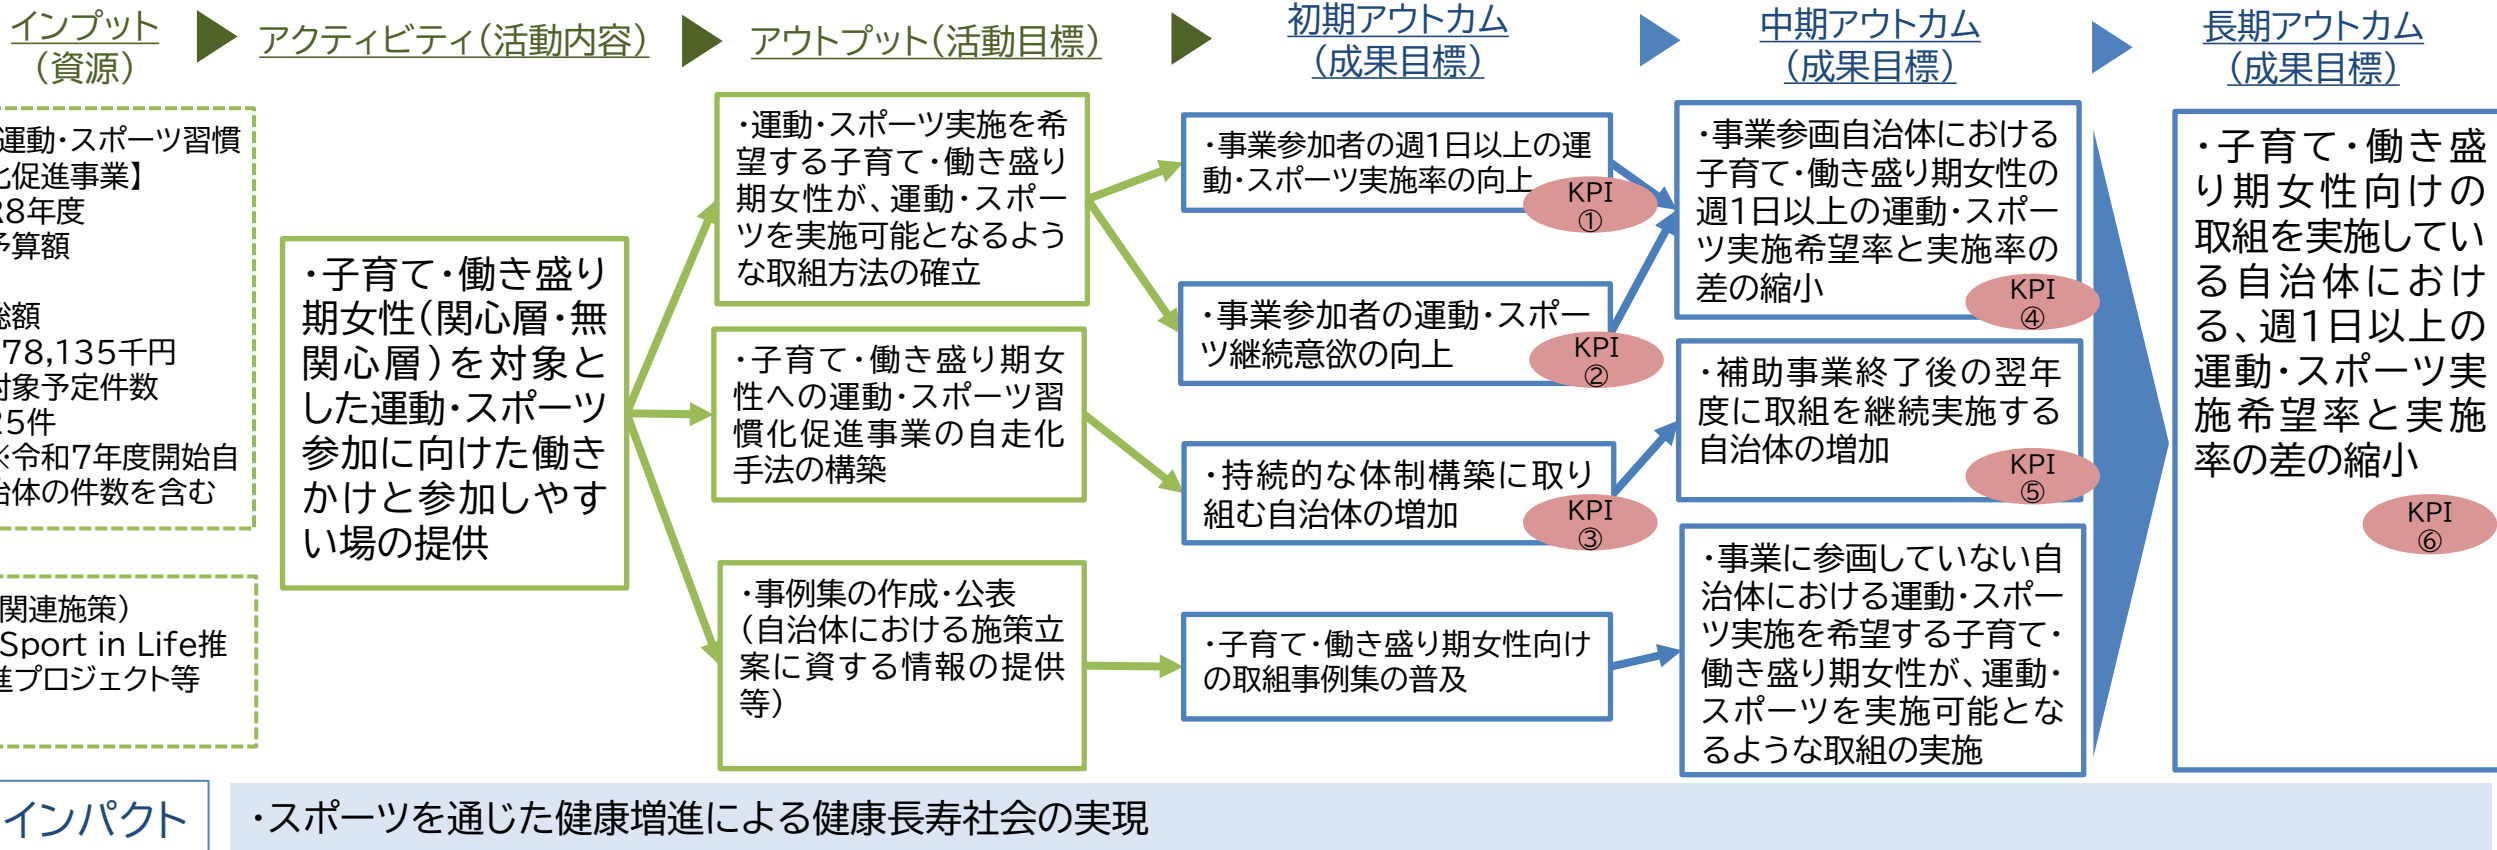 インプット
（資源）
アクティビティ（活動内容）
アウトプット（活動目標）
初期アウトカム
（成果目標）
中期アウトカム
（成果目標）
長期アウトカム
（成果目標）
運動・スポーツ習慣
化促進事業】
R8年度
予算額
総額
178,135千円
対象予定件数
25件
※令和7年度開始自
治体の件数を含む
関連施策）
Sport in Life推
進プロジェクト等
・子育て・働き盛り
期女性（関心層・無
関心層）を対象と
した運動・スポーツ
参加に向けた働き
かけと参加しやす
い場の提供
・運動・スポーツ実施を希
望する子育て・働き盛り
期女性が、運動・スポー
ツを実施可能となるよう
な取組方法の確立
・子育て・働き盛り期女
性への運動・スポーツ習
慣化促進事業の自走化
手法の構築
・事例集の作成・公表
（自治体における施策立
案に資する情報の提供
等）
・事業参加者の週1日以上の運
動・スポーツ実施率の向上
KPI
①
・事業参加者の運動・スポー
ツ継続意欲の向上
KPI
②
・持続的な体制構築に取り
組む自治体の増加
KPI
③
・子育て・働き盛り期女性向け
の取組事例集の普及
・事業参画自治体における
子育て・働き盛り期女性の
週1日以上の運動・スポー
ツ実施希望率と実施率の
差の縮小
KPI
④
・補助事業終了後の翌年
度に取組を継続実施する
自治体の増加
KPI
⑤
・事業に参画していない自
治体における運動・スポー
ツ実施を希望する子育て・
働き盛り期女性が、運動・
スポーツを実施可能とな
るような取組の実施
・子育て・働き盛
り期女性向けの
取組を実施してい
る自治体におけ
る、週1日以上の
運動・スポーツ実
施希望率と実施
率の差の縮小
KPI
⑥
インパクト
・スポーツを通じた健康増進による健康長寿社会の実現